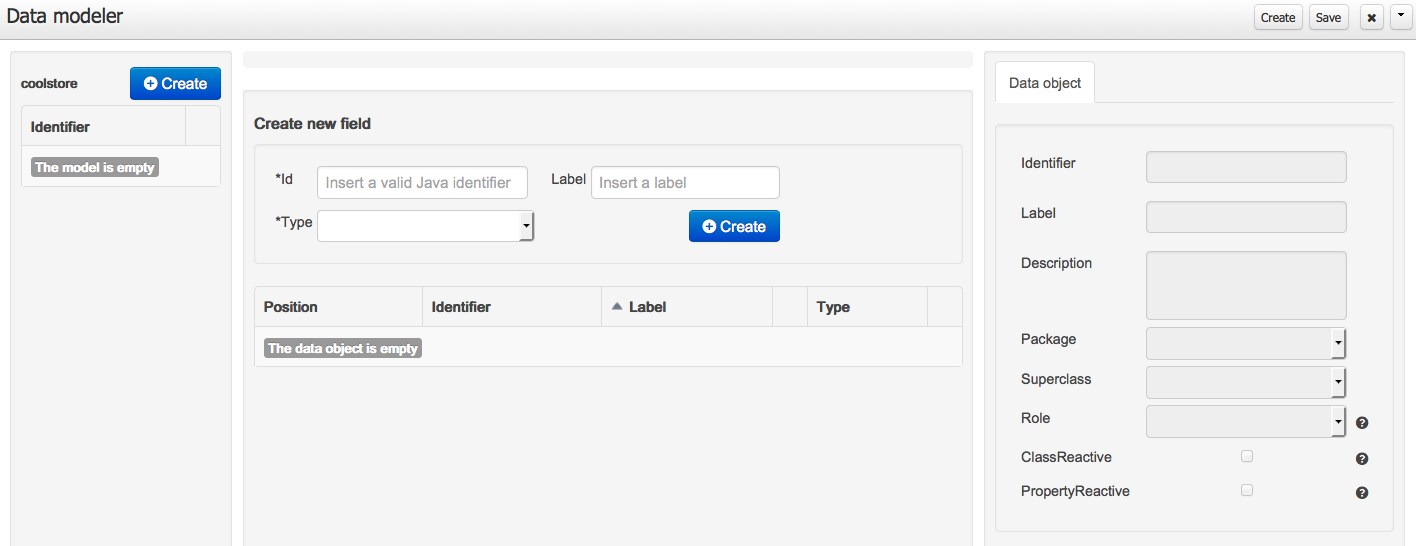 Data modeler
Create Save
coolstore Create
Identifier
The model is empty
Create new field
*Id Insert a valid Java identifier Label Insert a label
*Type Create
Position Identifier Label Type
The data object is empty
Data object
Identifier
Label
Description
Package
Superclass
Role
ClassReactive
PropertyReactive